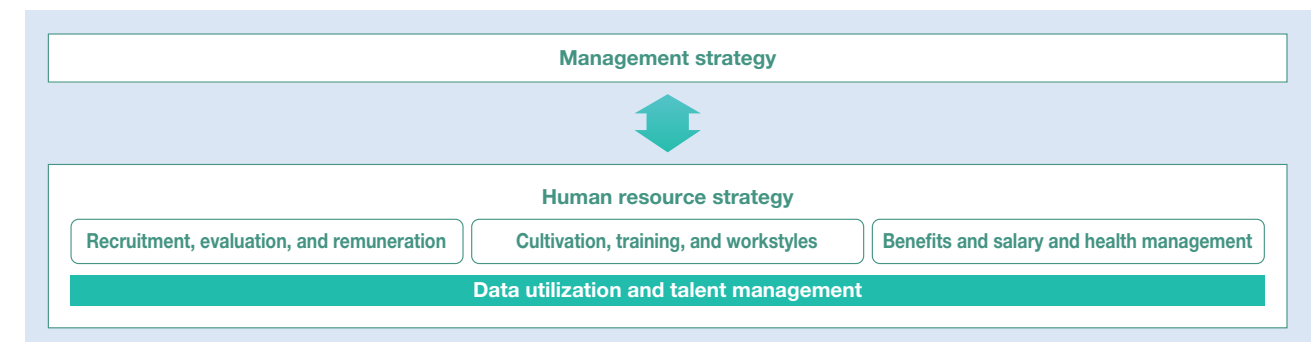 Management strategy
Human resource strategy
Recruitment, evaluation, and remuneration
Cultivation, training, and workstyles
Benefits and salary and health management
Data utilization and talent management